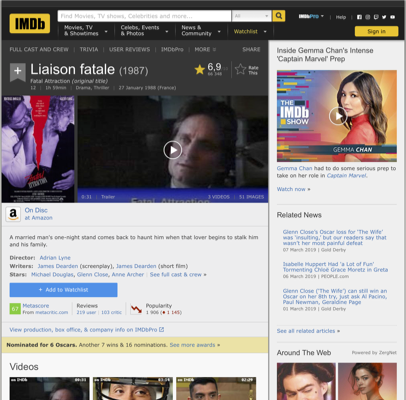 IMDb
Find Movies, TV shows, Celebrities and more...
All
IMDbPro
Help
Movies, TV
& Showtimes
Celebs, Events
& Photos
News &
Community
Watchlist
Sign in
FULL CAST AND CREW | TRIVIA | USER REVIEWS | IMDbPro | MORE
SHARE
Liaison fatale (1987)
Fatal Attraction (original title)
12 | 1h 59min | Drama, Thriller | 27 January 1988 (France)
6,9
Rate
This
0:31 | Trailer
2 VIDEOS | 51 IMAGES
On Disc
at Amazon
A married man's one-night stand comes back to haunt him when that lover begins to stalk him
and his family.
Director: Adrian Lyne
Writers: James Dearden (screenplay), James Dearden (short film)
Stars: Michael Douglas, Glenn Close, Anne Archer | See full cast & crew »
+ Add to Watchlist
Metascore
From metacritic.com
Reviews
219 user | 103 critic
Popularity
1 906 ( 1 145)
View production, box office, & company info on IMDbPro
Nominated for 6 Oscars. Another 7 wins & 16 nominations. See more awards »
Videos
Inside Gemma Chan's Intense
'Captain Marvel' Prep
THE
IMDb
SHOW
GEMMA CHAN
Gemma Chan had to do some serious prep to
take on her role in Captain Marvel.
Watch now »
Related News
Glenn Close's Oscar loss for 'The Wife'
was 'insulting,' but our readers say that
wasn't her most painful defeat
07 March 2019 | Gold Derby
Isabelle Huppert Had 'A Lot of Fun'
Tormenting Chloë Grace Moretz in Greta
06 March 2019 | Indiewire
Glenn Close ('The Wife') can still win an
Oscar on her 8th try, just ask Al Pacino,
Paul Newman, Geraldine Page
01 March 2019 | Gold Derby
See all related articles »
Around The Web
Powered by ZergNet